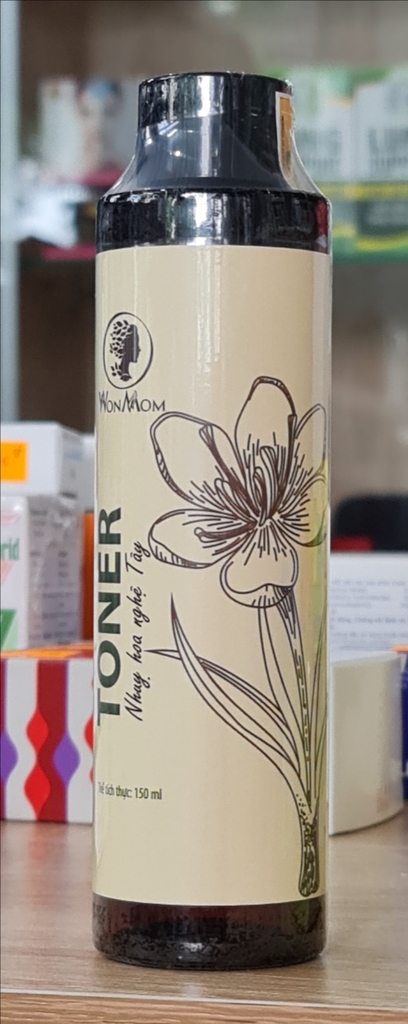 WONMOM
TONER
Nhụy hoa nghệ Tây
Thể tích thực: 150 ml